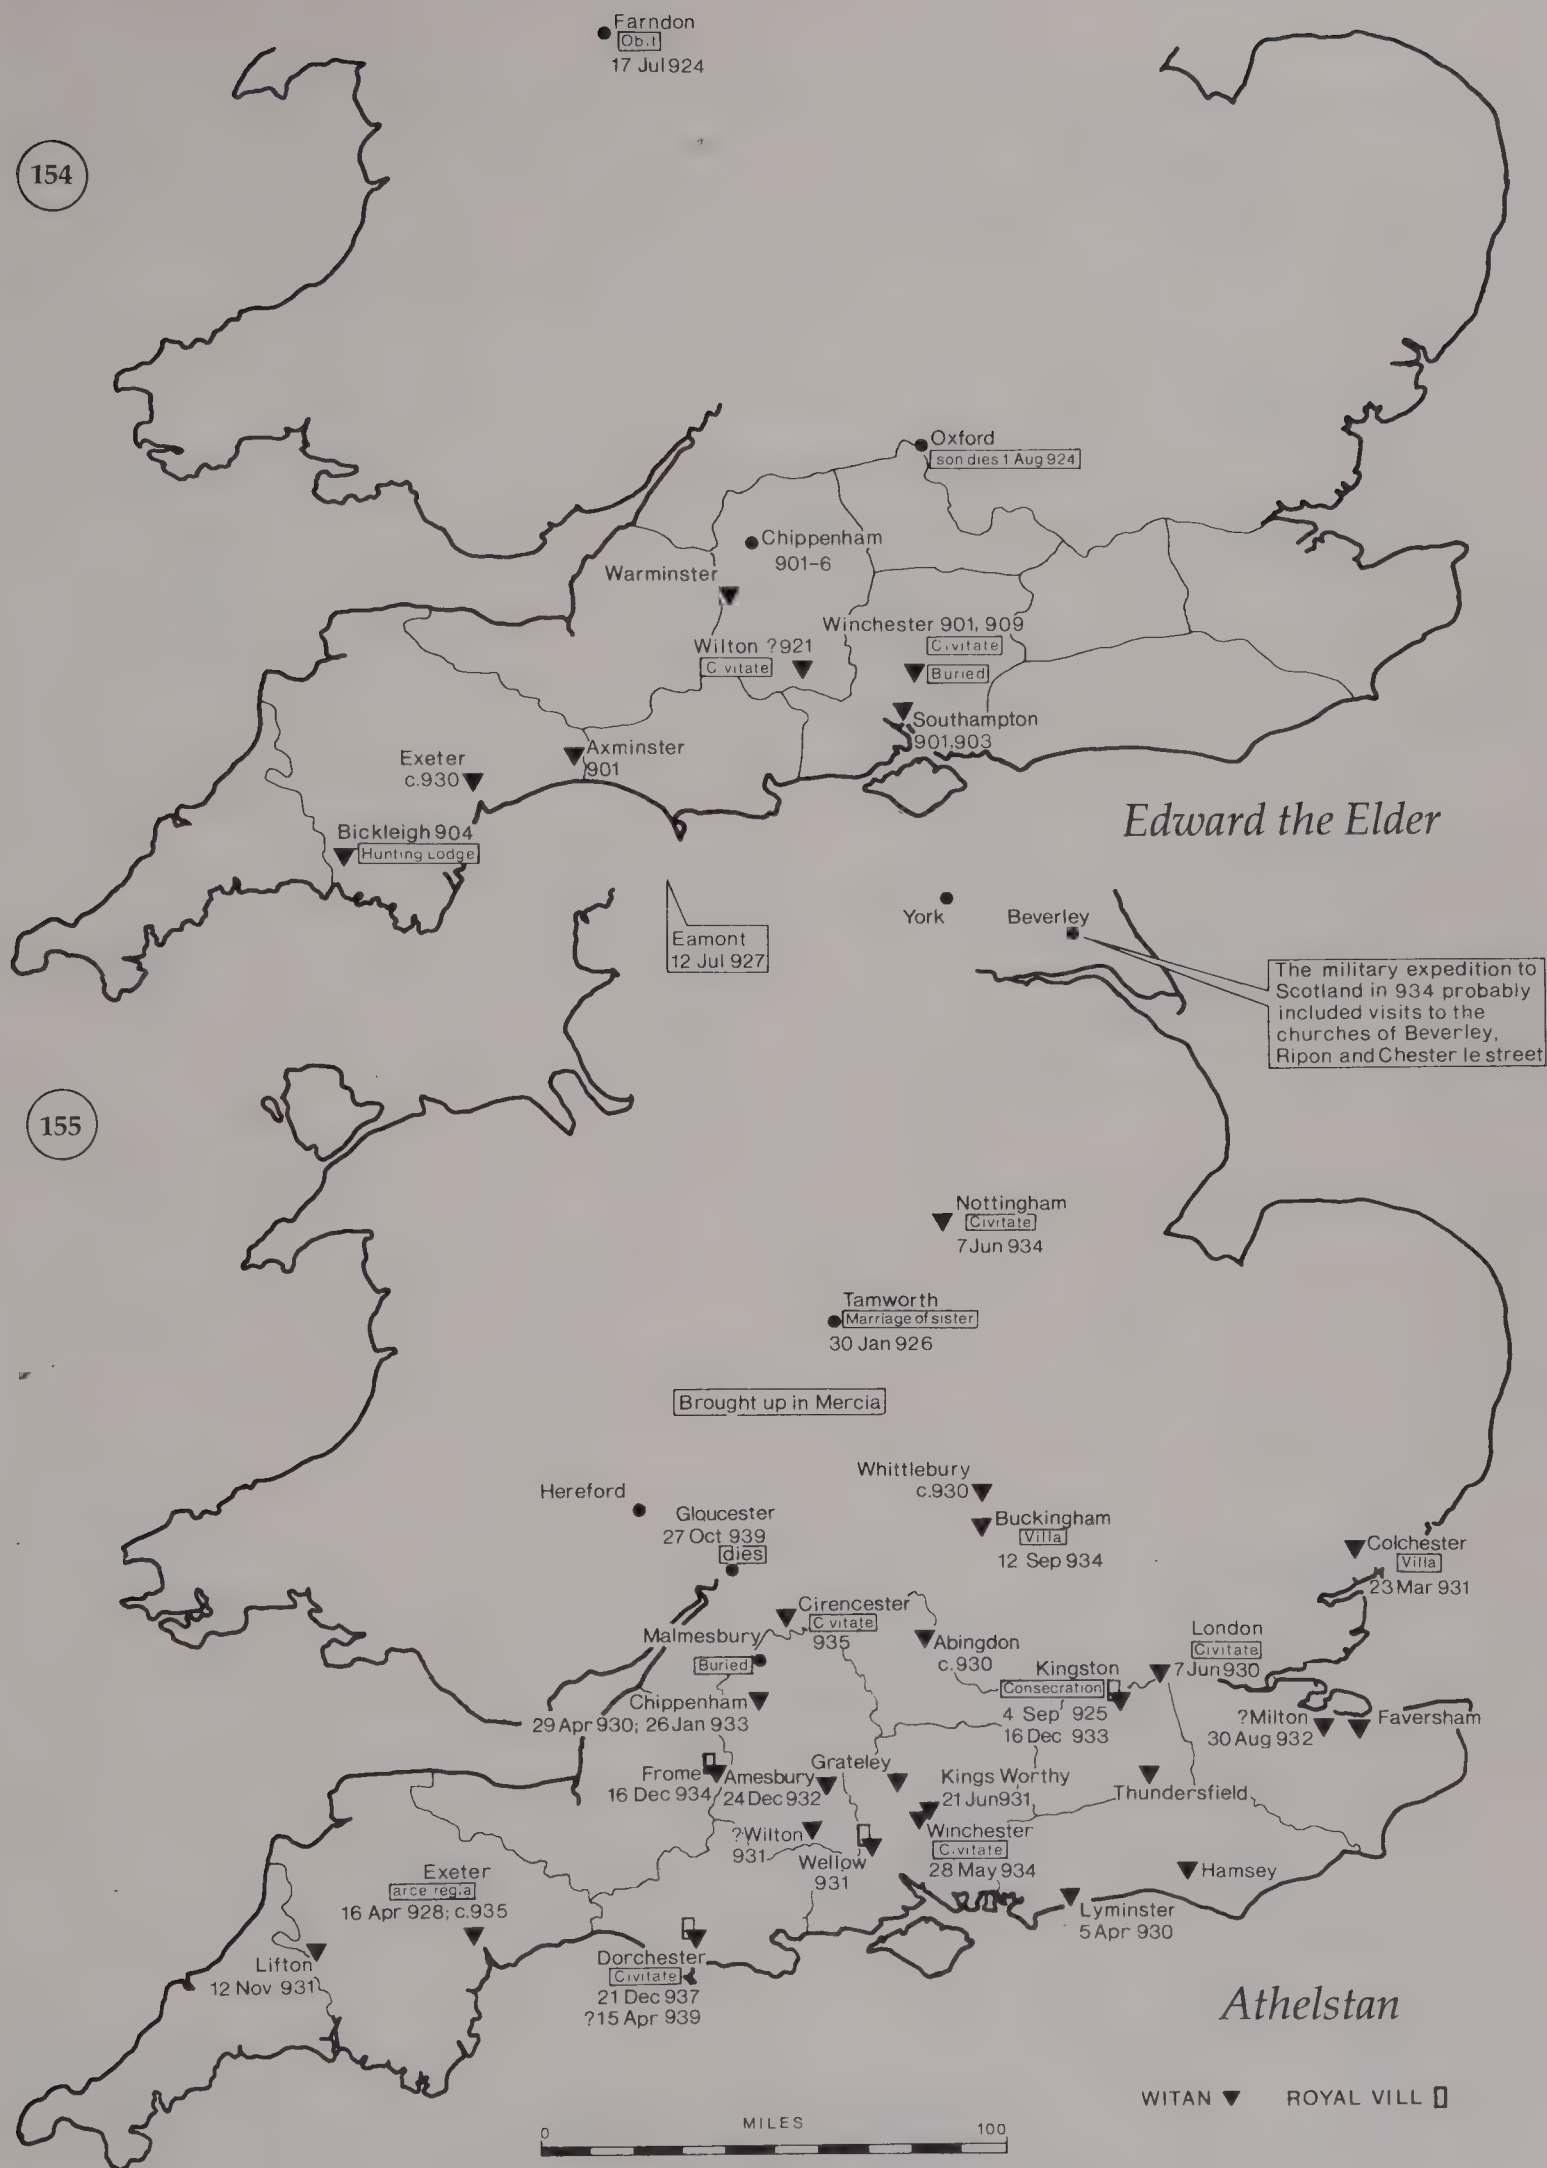 Farndon
Ob.t
17 Jul 924
154
Oxford
son dies 1 Aug 924
Chippenham
901-6
Warminster
Winchester 901, 909
Civitate
Buried
Wilton ?921
C vitate
Southampton
901,903
Axminster
901
Exeter
c.930
Bickleigh 904
Hunting Lodge
Edward the Elder
Eamont
12 Jul 927
York
Beverley
The military expedition to
Scotland in 934 probably
included visits to the
churches of Beverley,
Ripon and Chester le street
155
Nottingham
Civitate
7 Jun 934
Tamworth
Marriage of sister
30 Jan 926
Brought up in Mercia
Whittlebury
c.930
Hereford
Gloucester
27 Oct 939
dies
Buckingham
Villa
12 Sep 934
Colchester
Villa
23 Mar 931
Cirencester
C vitate
935
Malmesbury
Buried
Abingdon
c.930
London
Civitate
7 Jun 930
Kingston
Consecration
4 Sep 925
16 Dec 933
Chippenham
29 Apr 930; 26 Jan 933
?Milton
30 Aug 932
Faversham
Frome
16 Dec 934
Amesbury
24 Dec 932
Grateley
Kings Worthy
21 Jun 931
Thundersfield
?Wilton
931
Wellow
931
Winchester
C.vitate
28 May 934
Hamsey
Lyminster
5 Apr 930
Exeter
arce reg.a
16 Apr 928; c.935
Lifton
12 Nov 931
Dorchester
Civitate
21 Dec 937
?15 Apr 939
Athelstan
WITAN ROYAL VILL
MILES
0 100